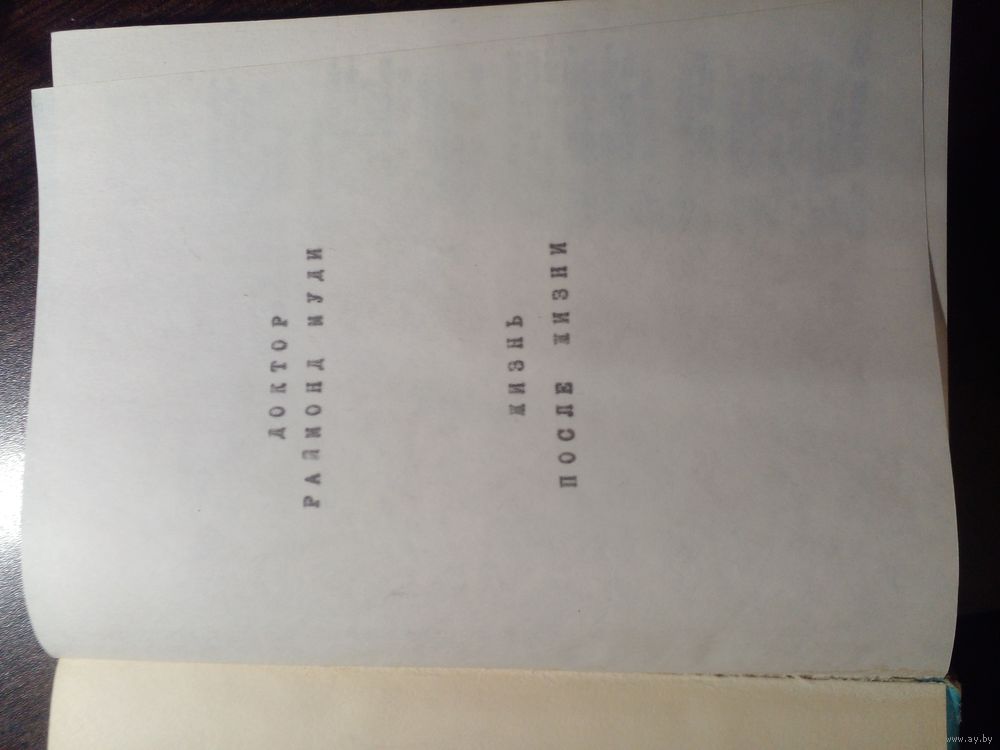 ДОКТОР
РАЙМОНД МУДИ
ЖИЗНЬ
ПОСЛЕ ЖИЗНИ
www.ay.by